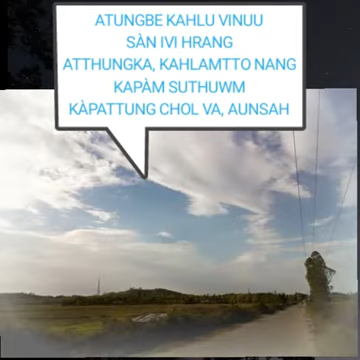 ATUNGBE KAHLU VINUU
SÀN IVI HRANG
ATTHUNGKA, KAHLAMTTO NANG
KAPÀM SUTHUWM
KÀPATTUNG CHOL VA, AUNSAH